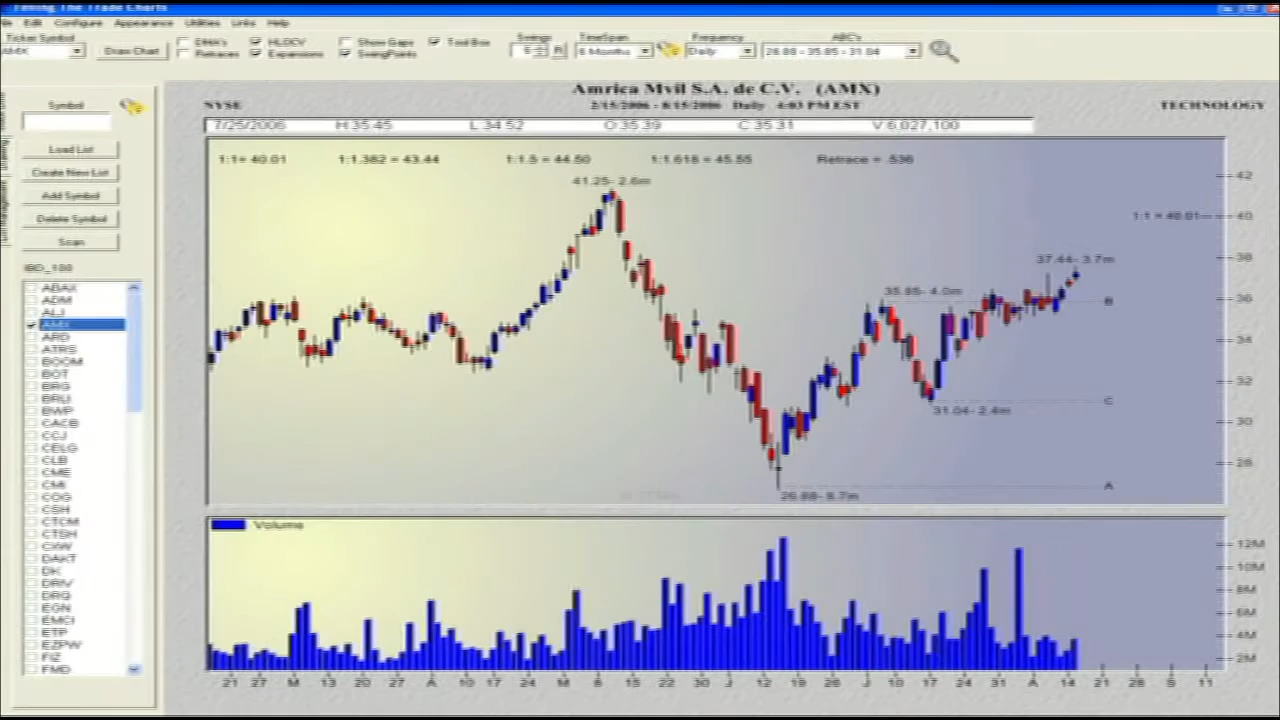 Timing The Trade Charts
Edit Configure Appearance Utilities Links Help
Ticker Symbol
AMX
Draw Chart
DMA's
HLOCV
Show Gaps
Tool Box
Retraces
Expansions
SwingPoints
Swings
5
R
TimeSpan
6 Months
Frequency
Daily
ABC's
26.88 - 35.85 - 31.04
Symbol
Load List
Create New List
Add Symbol
Delete Symbol
Scan
IBD_100
ABAX
ADM
ALJ
AMX
ARD
ATRS
BOOM
BOT
BRG
BRLI
BWP
CACB
CCJ
CELG
CLB
CME
CMI
COG
CSH
CTCM
CTSH
CXW
DAKT
DK
DRIV
DRQ
EGN
EMCI
ETP
EZPW
FIZ
FMD
Amrica Mvil S.A. de C.V. (AMX)
NYSE
2/15/2006 - 8/15/2006 Daily 4:03 PM EST
TECHNOLOGY
7/25/2006 H 35.45 L 34.52 O 35.39 C 35.31 V 6,027,100
1:1= 40.01 1:1.382 = 43.44 1:1.5 = 44.50 1:1.618 = 45.55 Retrace = .536
41.25- 2.6m
42
1:1 = 40.01
40
37.44- 3.7m
38
35.85- 4.0m
B
36
34
32
C
31.04- 2.4m
30
28
A
26.88- 8.7m
Volume
12M
10M
8M
6M
4M
2M
21 27 M 13 20 27 A 10 17 24 M 8 15 22 30 J 12 19 26 J 10 17 24 31 A 14 21 28 S 11